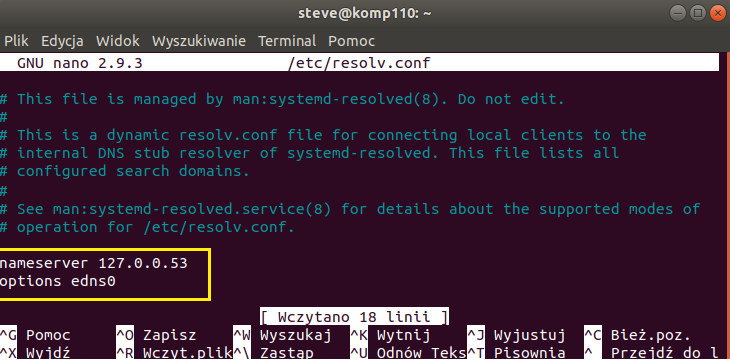 steve@komp110: ~
Plik Edycja Widok Wyszukiwanie Terminal Pomoc
GNU nano 2.9.3 /etc/resolv.conf
# This file is managed by man:systemd-resolved(8). Do not edit.
#
# This is a dynamic resolv.conf file for connecting local clients to the
# internal DNS stub resolver of systemd-resolved. This file lists all
# configured search domains.
#
# See man:systemd-resolved.service(8) for details about the supported modes of
# operation for /etc/resolv.conf.
nameserver 127.0.0.53
options edns0
[ Wczytano 18 linii ]
^G Pomoc ^O Zapisz ^W Wyszukaj ^K Wytnij ^J Wyjustuj ^C Bież.poz.
^X Wyjdź ^R Wczyt.plik ^\ Zastąp ^U Odnów Teks ^T Pisownia ^_ Przejdź do l